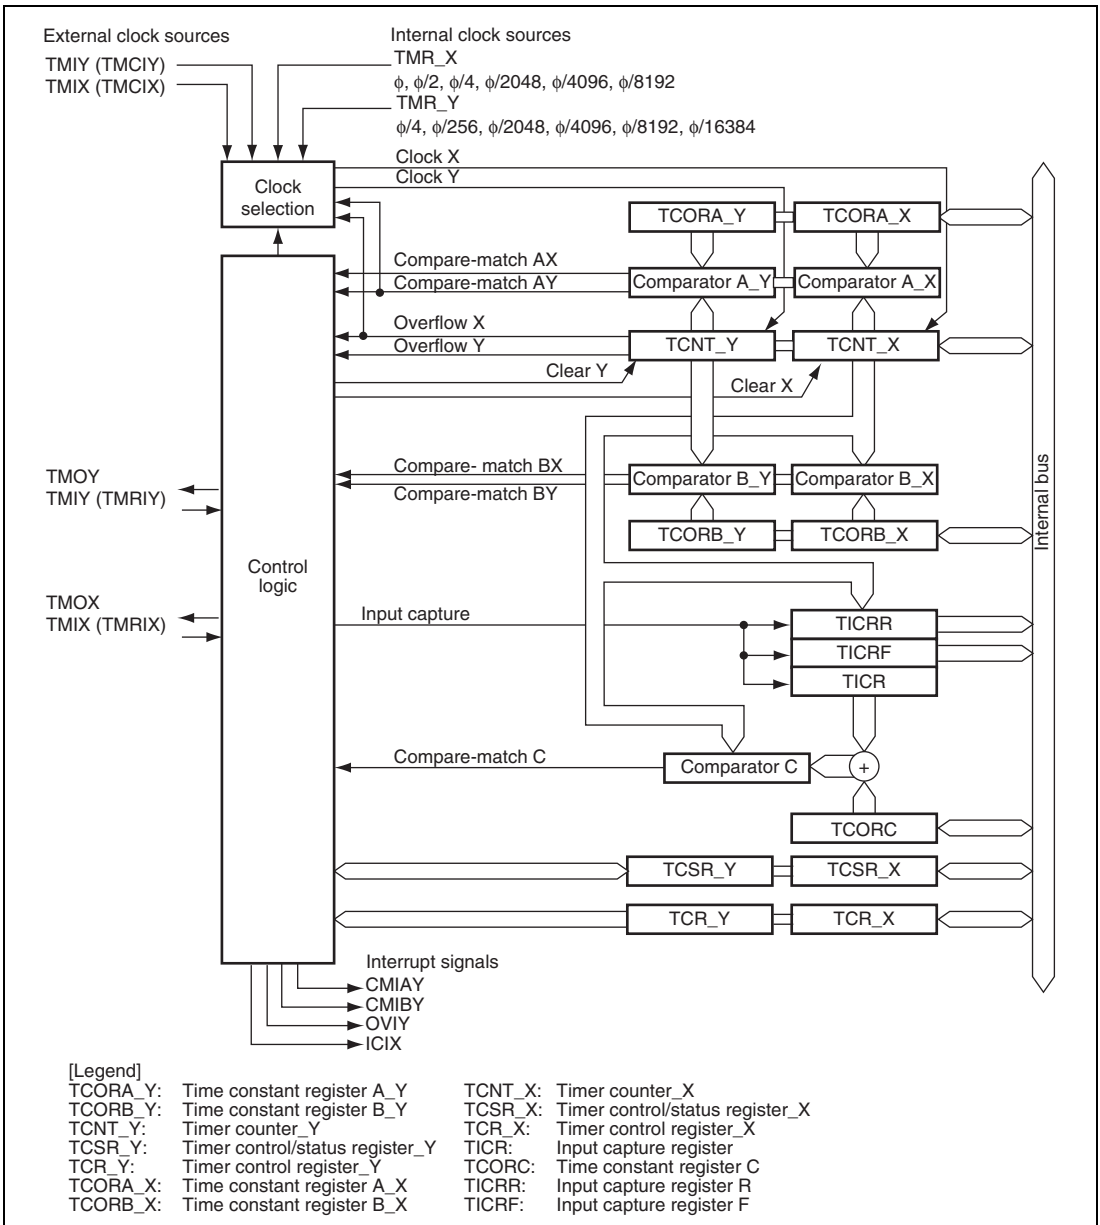 External clock sources
Internal clock sources
TMIY (TMCIY)
TMIX (TMCIX)
TMR_X
ϕ, ϕ/2, ϕ/4, ϕ/2048, ϕ/4096, ϕ/8192
TMR_Y
ϕ/4, ϕ/256, ϕ/2048, ϕ/4096, ϕ/8192, ϕ/16384
Clock X
Clock Y
Clock
selection
TCORA_Y
TCORA_X
Compare-match AX
Compare-match AY
Comparator A_Y
Comparator A_X
Overflow X
Overflow Y
TCNT_Y
TCNT_X
Clear Y
Clear X
Compare- match BX
Compare-match BY
Comparator B_Y
Comparator B_X
TCORB_Y
TCORB_X
Internal bus
TMOY
TMIY (TMRIY)
Control
logic
TMOX
TMIX (TMRIX)
Input capture
TICRR
TICRF
TICR
Compare-match C
Comparator C
+
TCORC
TCSR_Y
TCSR_X
TCR_Y
TCR_X
Interrupt signals
CMIAY
CMIBY
OVIY
ICIX
[Legend]
TCORA_Y: Time constant register A_Y
TCORB_Y: Time constant register B_Y
TCNT_Y: Timer counter_Y
TCSR_Y: Timer control/status register_Y
TCR_Y: Timer control register_Y
TCORA_X: Time constant register A_X
TCORB_X: Time constant register B_X
TCNT_X: Timer counter_X
TCSR_X: Timer control/status register_X
TCR_X: Timer control register_X
TICR: Input capture register
TCORC: Time constant register C
TICRR: Input capture register R
TICRF: Input capture register F